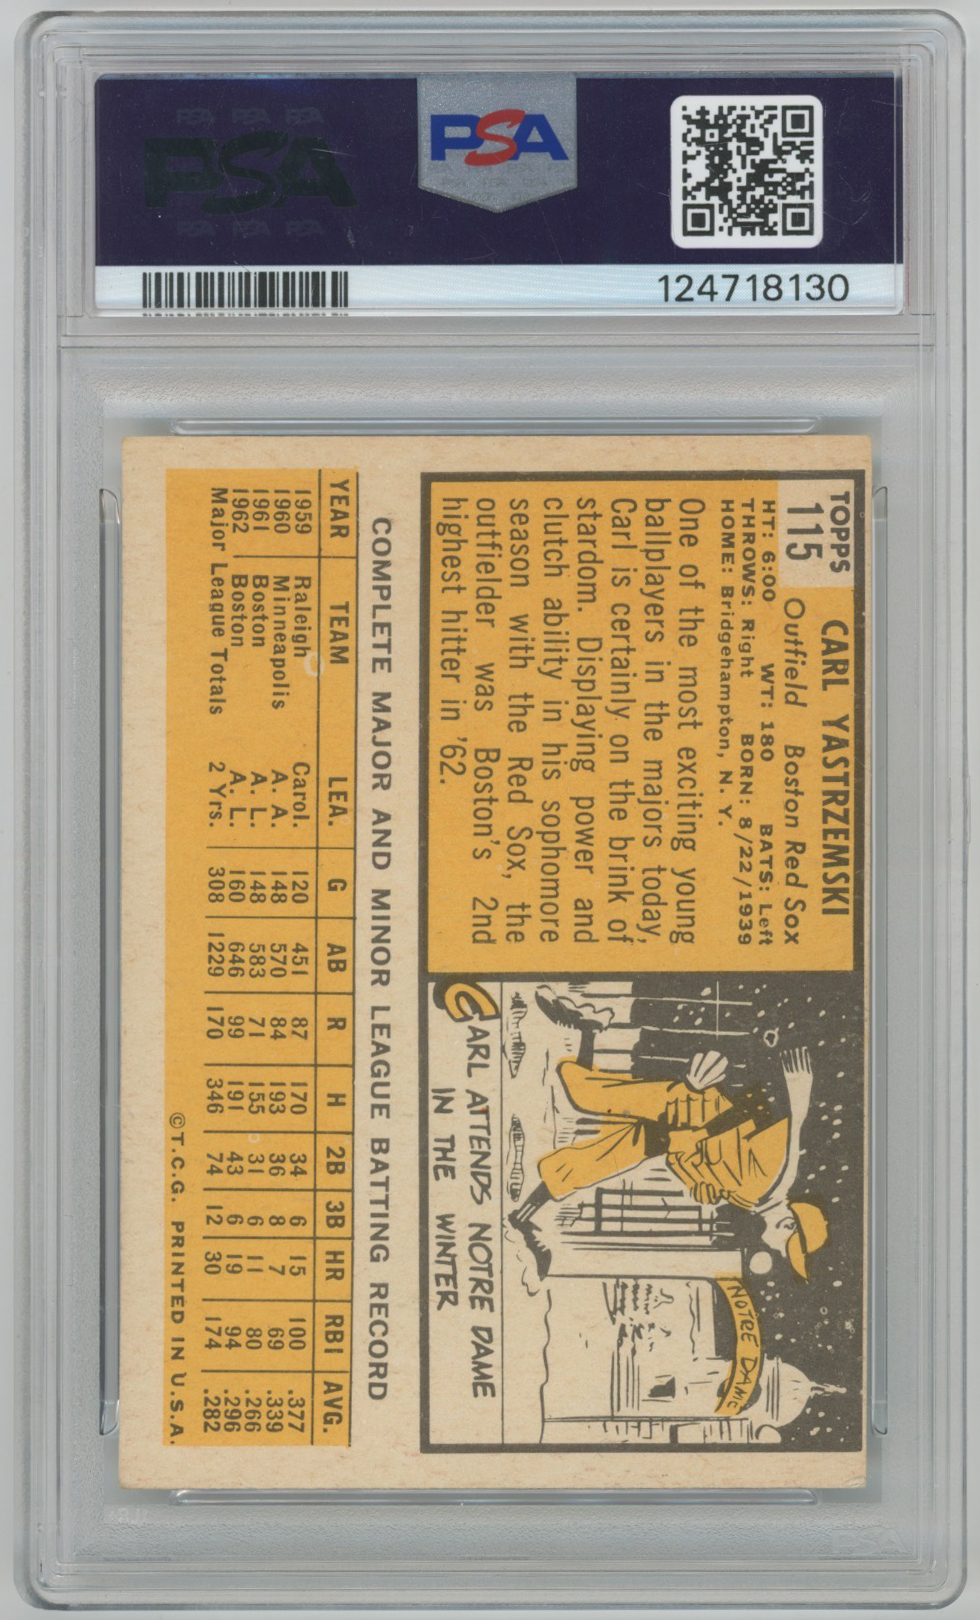 PSA PSA PSA
PSA
PSA PSA PSA
PSA
124718130
TOPPS
115
CARL YASTRZEMSKI
Outfield Boston Red Sox
HT: 6:00 WT: 180 BATS: Left
THROWS: Right BORN: 8/22/1939
HOME: Bridgehampton, N. Y.
One of the most exciting young
ballplayers in the majors today,
Carl is certainly on the brink of
stardom. Displaying power and
clutch ability in his sophomore
season with the Red Sox, the
outfielder was Boston's 2nd
highest hitter in '62.
NOTRE DAME
CARL ATTENDS NOTRE DAME
IN THE WINTER
COMPLETE MAJOR AND MINOR LEAGUE BATTING RECORD
YEAR TEAM LEA. G AB R H 2B 3B HR RBI AVG.
1959 Raleigh Carol. 120 451 87 170 34 6 15 100 .377
1960 Minneapolis A. A. 148 570 84 193 36 8 7 69 .339
1961 Boston A. L. 148 583 71 155 31 6 11 80 .266
1962 Boston A. L. 160 646 99 191 43 6 19 94 .296
Major League Totals 2 Yrs. 308 1229 170 346 74 12 30 174 .282
©T.C.G. PRINTED IN U.S.A.
PSA